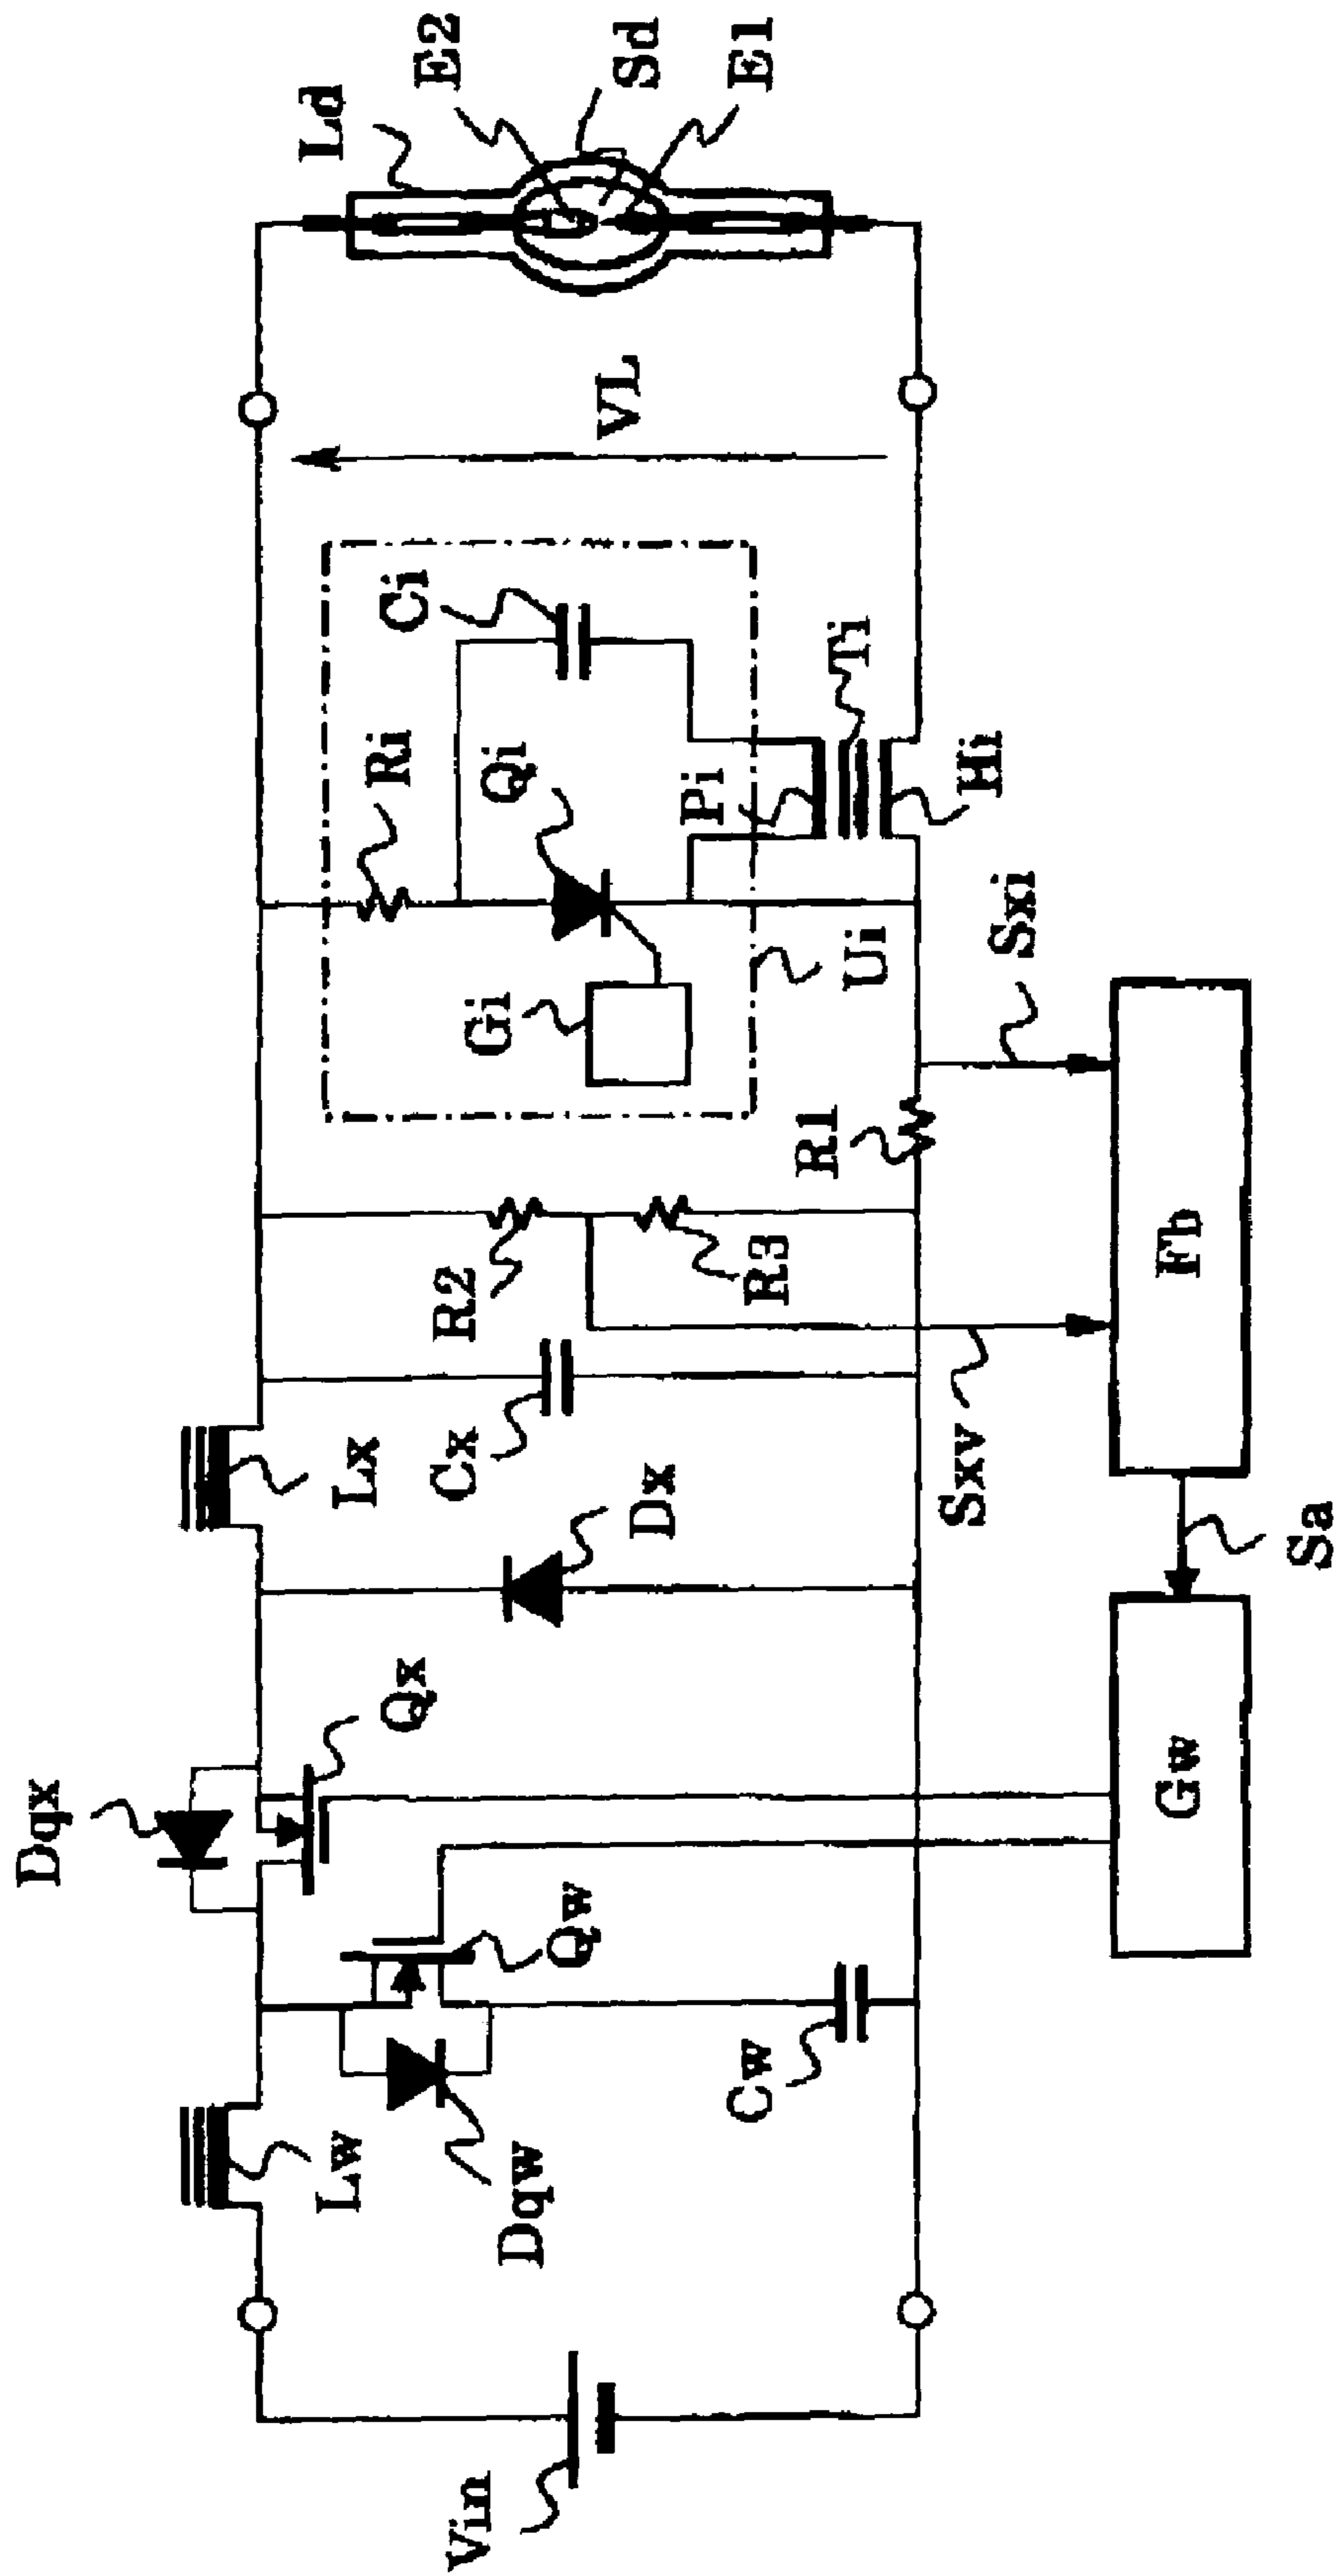 Dqx
Qx
Lx
Lw
Qw
Dqw
Vin
Cw
Dx
Cx
R2
R3
R1
Gi
Qi
Ri
Ci
Pi
Ti
Hi
Ui
VL
Ld
E2
Sd
E1
Sxv
Sxi
Gw
Sa
Fb